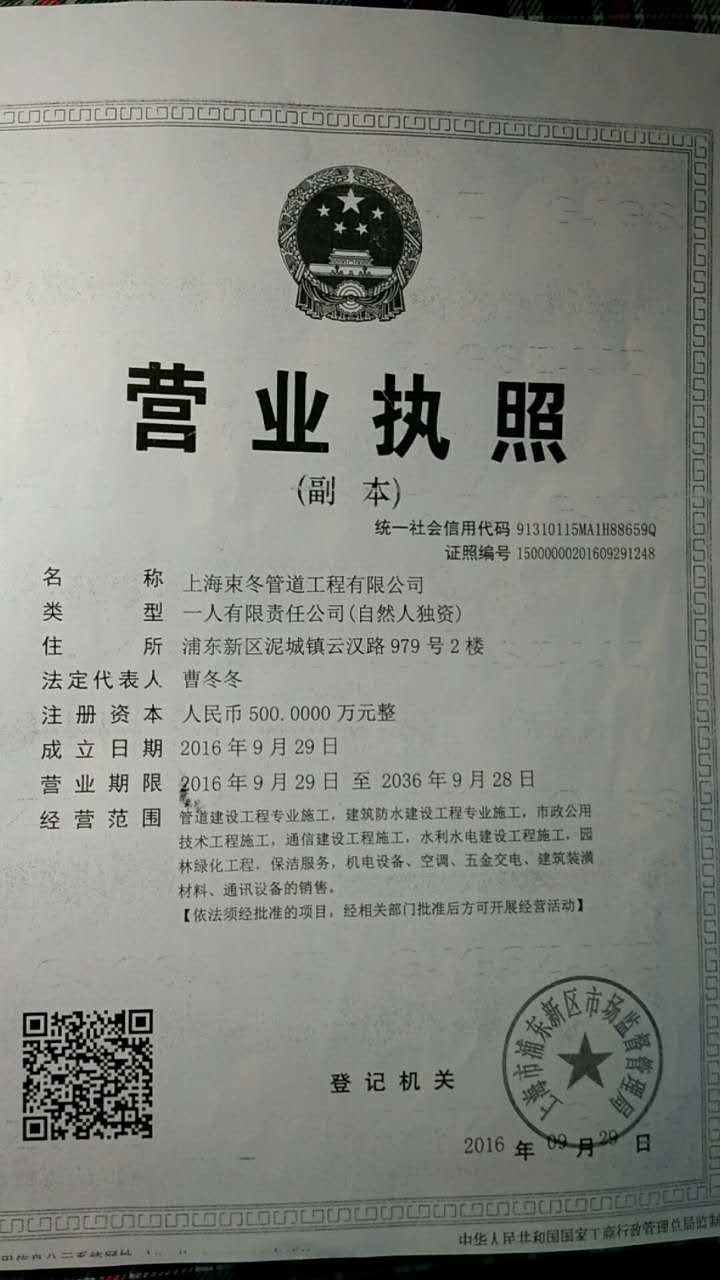 营业执照
(副 本)
统一社会信用代码 91310115MA1H88659Q
证照编号 15000000201609291248
名 称 上海束冬管道工程有限公司
类 型 一人有限责任公司(自然人独资)
住 所 浦东新区泥城镇云汉路979号2楼
法定代表人 曹冬冬
注册资本 人民币500.0000万元整
成立日期 2016年9月29日
营业期限 2016年9月29日 至 2036年9月28日
经营范围 管道建设工程专业施工，建筑防水建设工程专业施工，市政公用
技术工程施工，通信建设工程施工，水利水电建设工程施工，园
林绿化工程，保洁服务，机电设备、空调、五金交电、建筑装潢
材料、通讯设备的销售。
【依法须经批准的项目，经相关部门批准后方可开展经营活动】
登记机关
上海市浦东新区市场监督管理局
2016 年 09 月 29 日
中华人民共和国国家工商行政管理总局监制